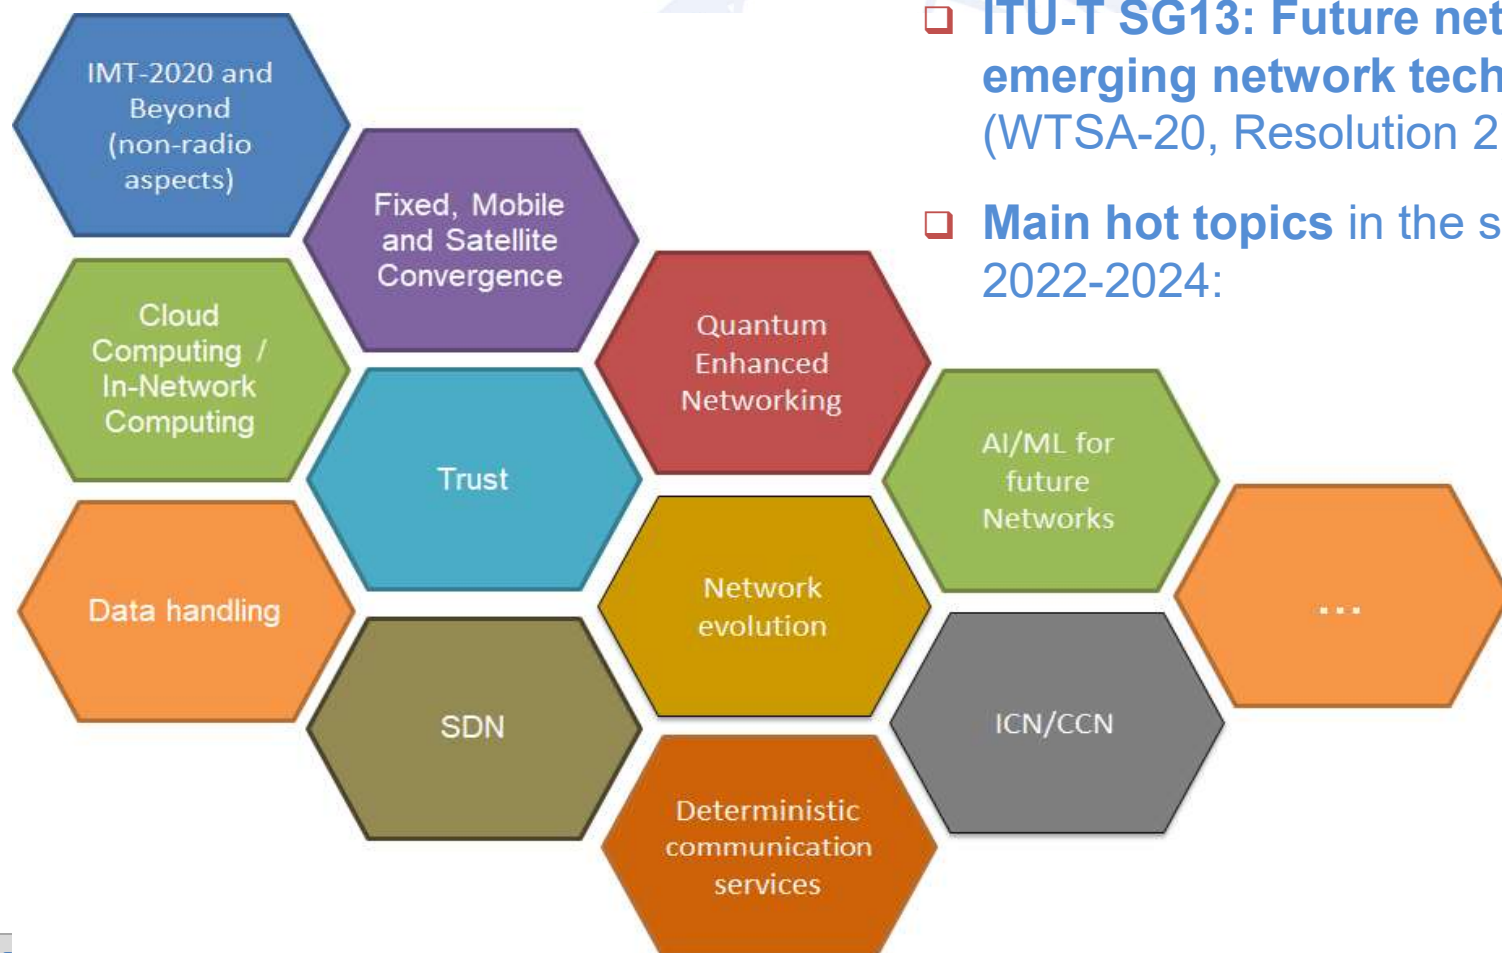 ITU-T SG13: Future net
emerging network tech
(WTSA-20, Resolution 2
Main hot topics in the s
2022-2024:
IMT-2020 and
Beyond
(non-radio
aspects)
Fixed, Mobile
and Satellite
Convergence
Cloud
Computing /
In-Network
Computing
Quantum
Enhanced
Networking
Trust
AI/ML for
future
Networks
Data handling
Network
evolution
...
SDN
ICN/CCN
Deterministic
communication
services